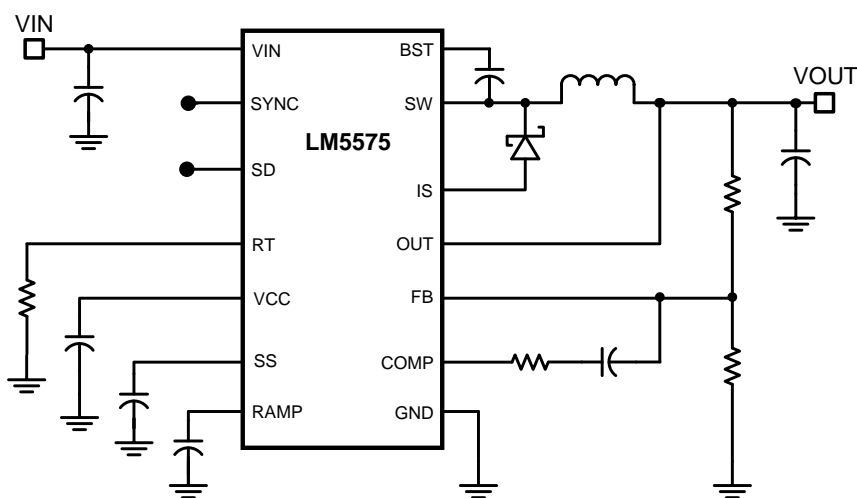 VIN
VOUT
LM5575
VIN
SYNC
SD
RT
VCC
SS
RAMP
BST
SW
IS
OUT
FB
COMP
GND